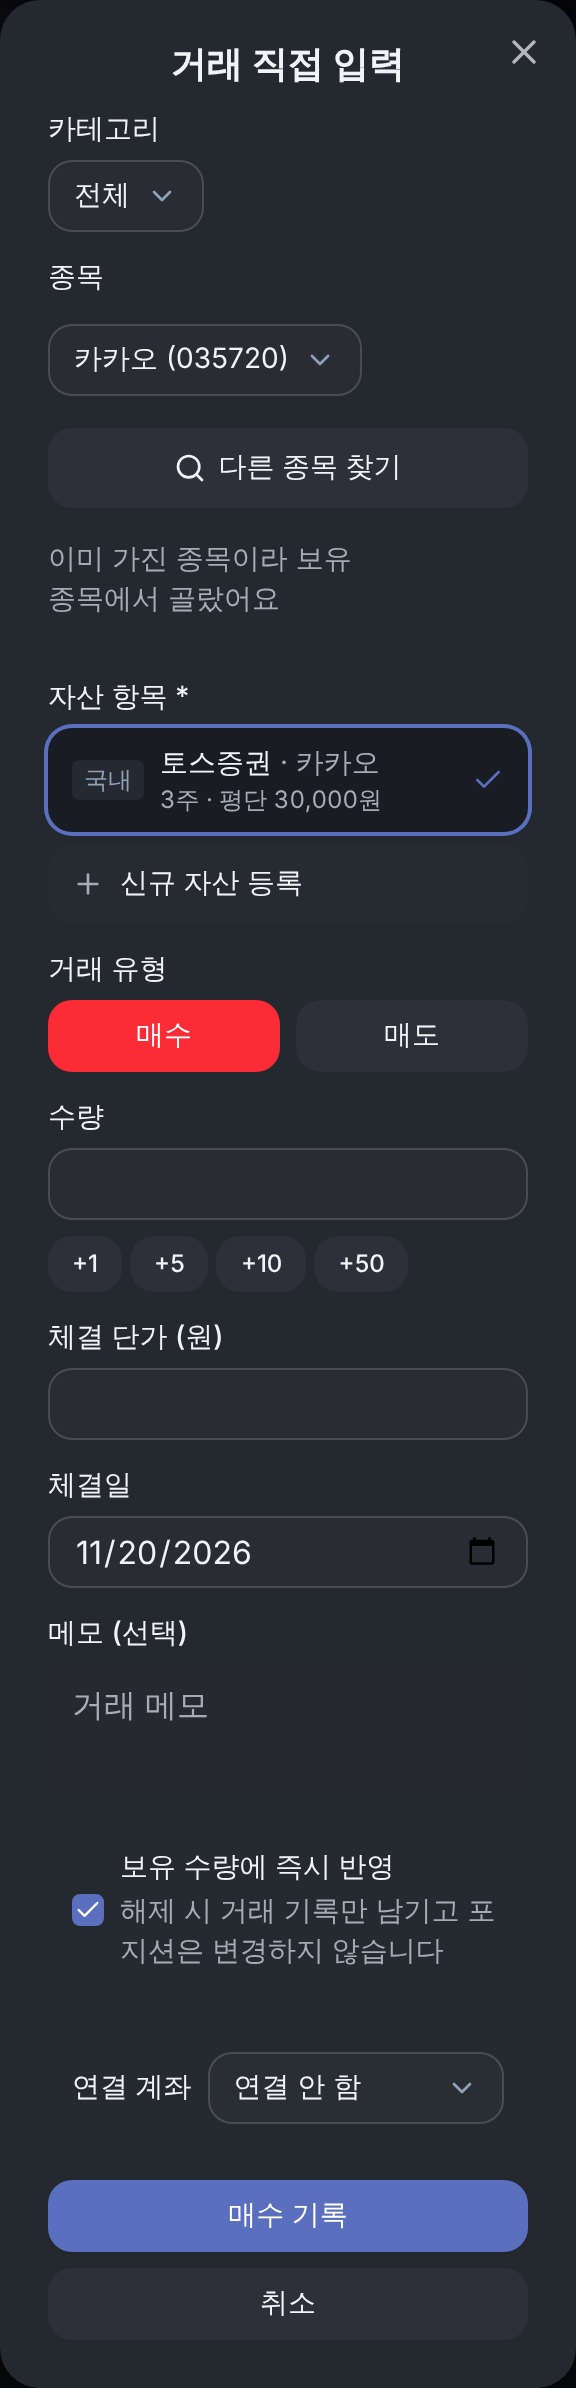 거래 직접 입력
카테고리
전체
종목
카카오 (035720)
다른 종목 찾기
이미 가진 종목이라 보유
종목에서 골랐어요
자산 항목 *
국내
토스증권 · 카카오
3주 · 평단 30,000원
신규 자산 등록
거래 유형
매수 매도
수량
+1 +5 +10 +50
체결 단가 (원)
체결일
11/20/2026
메모 (선택)
거래 메모
보유 수량에 즉시 반영
해제 시 거래 기록만 남기고 포
지션은 변경하지 않습니다
연결 계좌 연결 안 함
매수 기록
취소